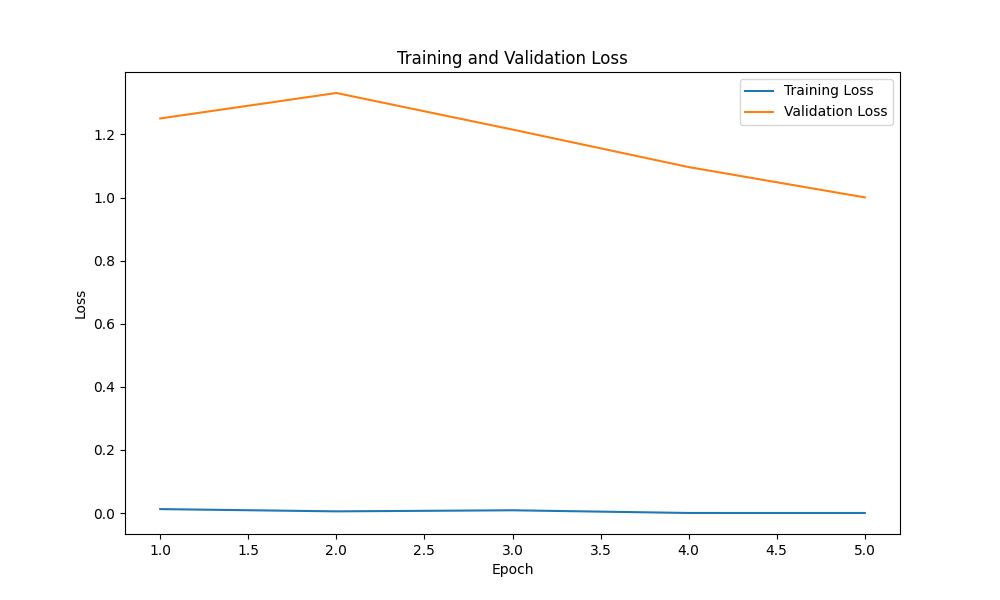 Training and Validation Loss
Training Loss
Validation Loss
1.2
1.0
0.8
0.6
0.4
0.2
0.0
Loss
1.0 1.5 2.0 2.5 3.0 3.5 4.0 4.5 5.0
Epoch